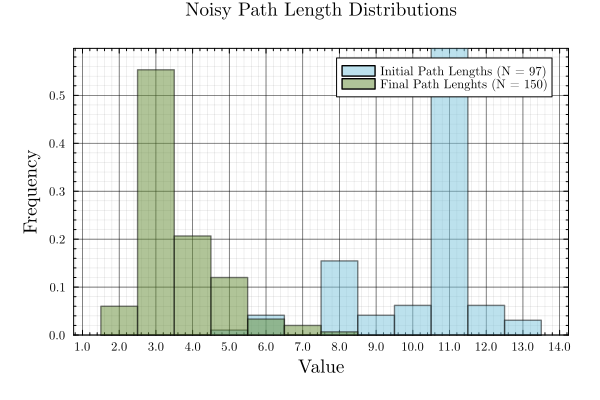 Noisy Path Length Distributions
Initial Path Lengths (N = 97)
Final Path Lenghts (N = 150)
Frequency
0.5
0.4
0.3
0.2
0.1
0.0
1.0 2.0 3.0 4.0 5.0 6.0 7.0 8.0 9.0 10.0 11.0 12.0 13.0 14.0
Value